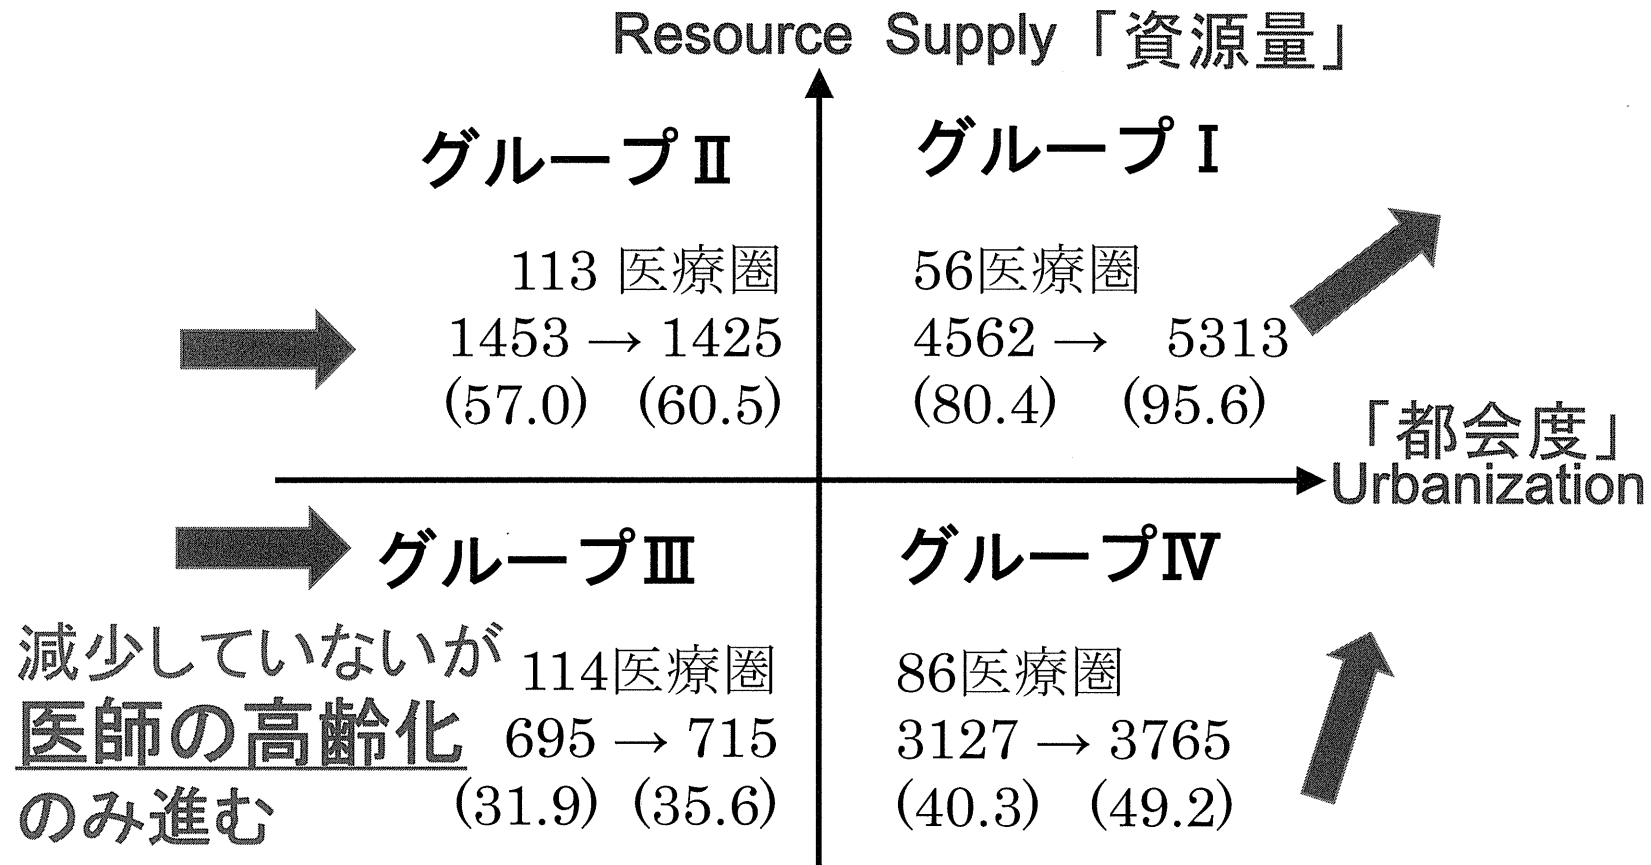 Resource Supply「資源量」
グループⅡ
113 医療圏
1453 → 1425
(57.0) (60.5)
グループⅠ
56医療圏
4562 → 5313
(80.4) (95.6)
「都会度」
Urbanization
グループⅢ
減少していないが
医師の高齢化
のみ進む
114医療圏
695 → 715
(31.9) (35.6)
グループⅣ
86医療圏
3127 → 3765
(40.3) (49.2)